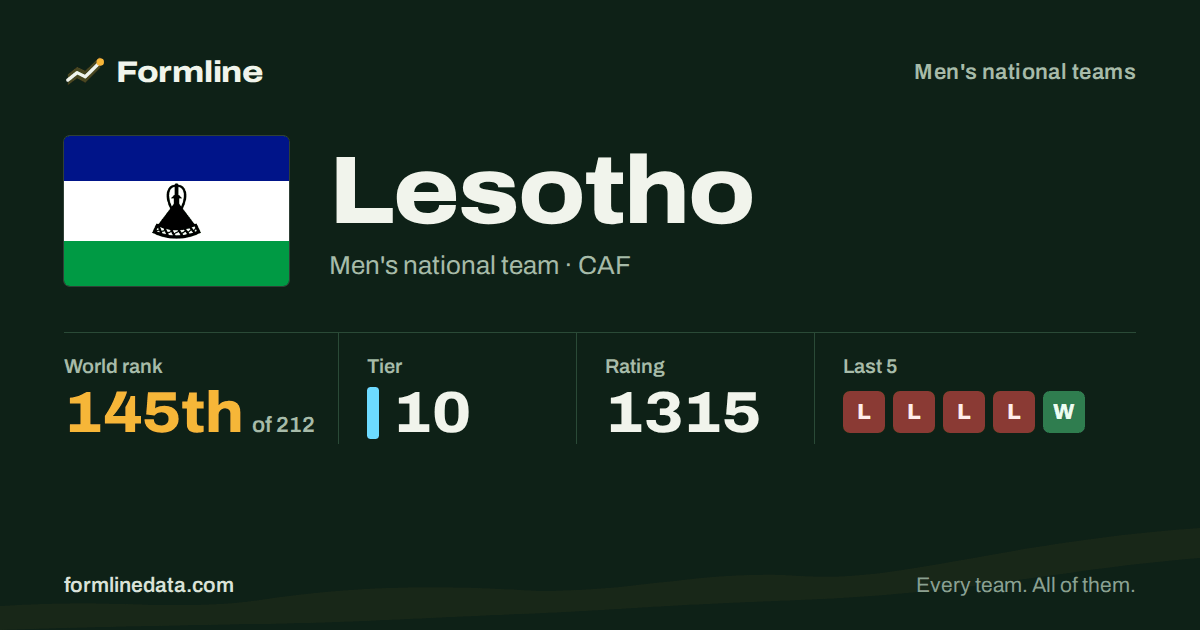 Formline
Men's national teams
Lesotho
Men's national team · CAF
World rank
145th of 212
Tier
10
Rating
1315
Last 5
L L L L W
formlinedata.com
Every team. All of them.